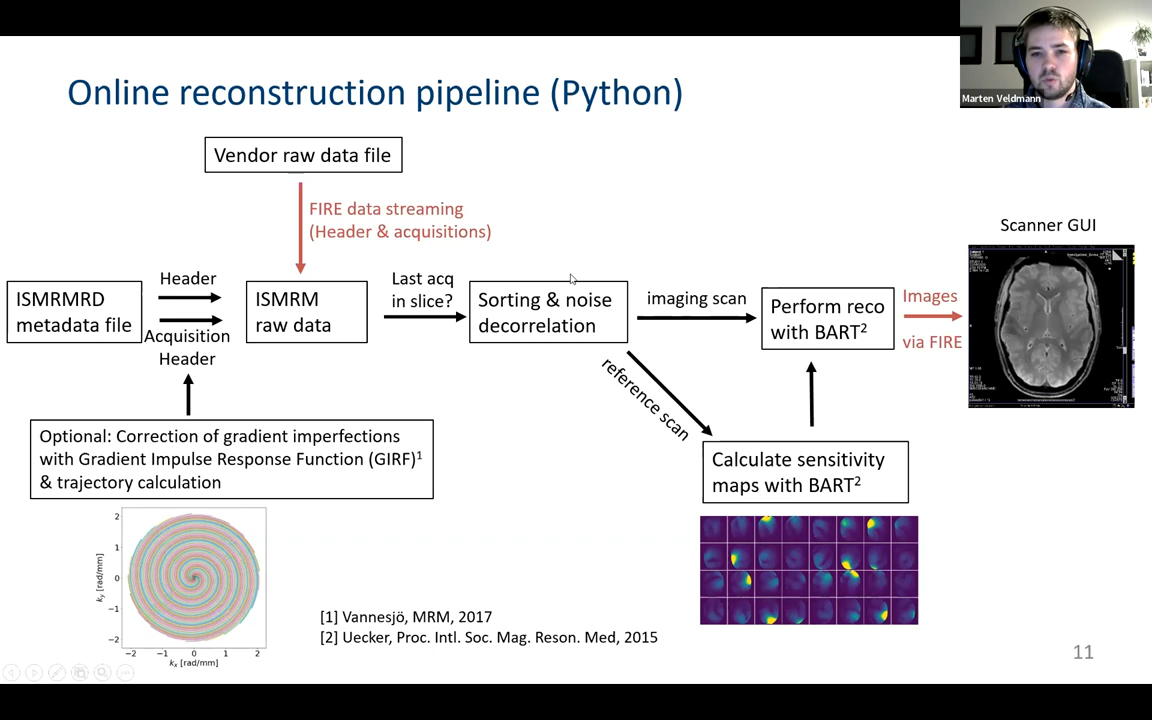 Marten Veldmann
Online reconstruction pipeline (Python)
Vendor raw data file
FIRE data streaming
(Header & acquisitions)
Scanner GUI
Header
Last acq
in slice?
ISMRMRD
metadata file
ISMRM
raw data
Sorting & noise
decorrelation
imaging scan
Perform reco
with BART²
Images
via FIRE
Acquisition
Header
reference scan
Optional: Correction of gradient imperfections
with Gradient Impulse Response Function (GIRF)¹
& trajectory calculation
Calculate sensitivity
maps with BART²
2
1
0
−1
−2
ky [rad/mm]
−2 −1 0 1 2
kx [rad/mm]
[1] Vannesjö, MRM, 2017
[2] Uecker, Proc. Intl. Soc. Mag. Reson. Med, 2015
11